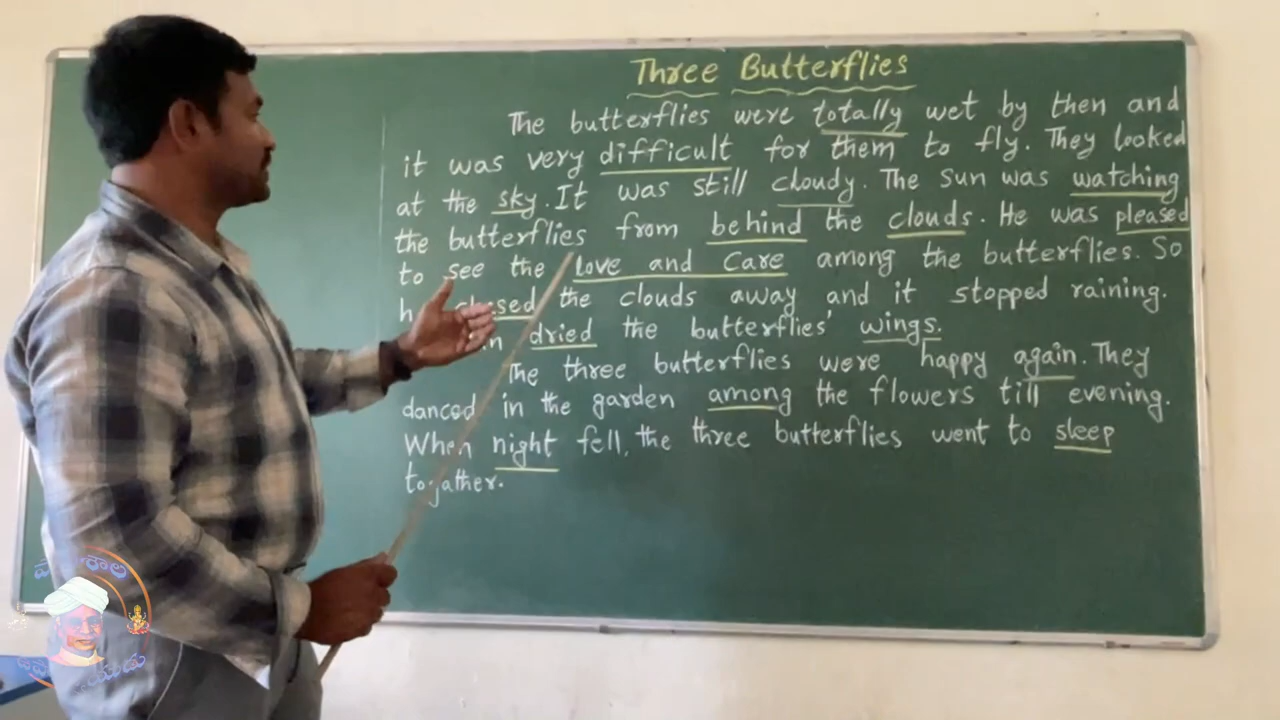 Three Butterflies
The butterflies were totally wet by then and
it was very difficult for them to fly. They looked
at the sky. It was still cloudy. The Sun was watching
the butterflies from behind the clouds. He was pleased
to see the Love and Care among the butterflies. So
the clouds away and it stopped raining.
dried the butterflies' wings.
The three butterflies were happy again. They
danced in the garden among the flowers till evening.
When night fell, the three butterflies went to sleep
togather.